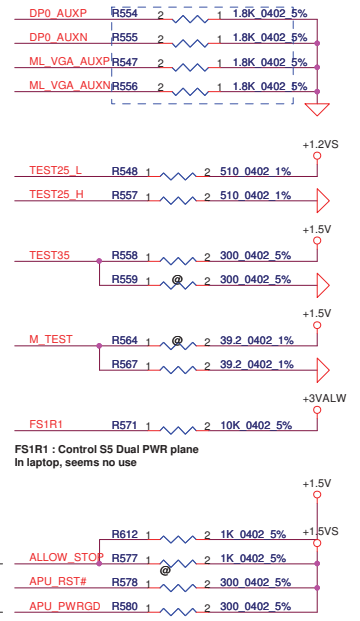 DP0_AUXP R554 2 1 1.8K_0402_5%
DP0_AUXN R555 2 1 1.8K_0402_5%
ML_VGA_AUXP R547 2 1 1.8K_0402_5%
ML_VGA_AUXN R556 2 1 1.8K_0402_5%
+1.2VS
TEST25_L R548 1 2 510_0402_1%
TEST25_H R557 1 2 510_0402_1%
+1.5V
TEST35 R558 1 2 300_0402_5%
R559 1 @ 2 300_0402_5%
+1.5V
M_TEST R564 1 @ 2 39.2_0402_1%
R567 1 2 39.2_0402_1%
+3VALW
FS1R1 R571 1 2 10K_0402_5%
FS1R1 : Control S5 Dual PWR plane
In laptop, seems no use
+1.5V
R612 1 2 1K_0402_5% +1.5VS
ALLOW_STOP R577 1 @ 2 1K_0402_5%
APU_RST# R578 1 2 300_0402_5%
APU_PWRGD R580 1 2 300_0402_5%